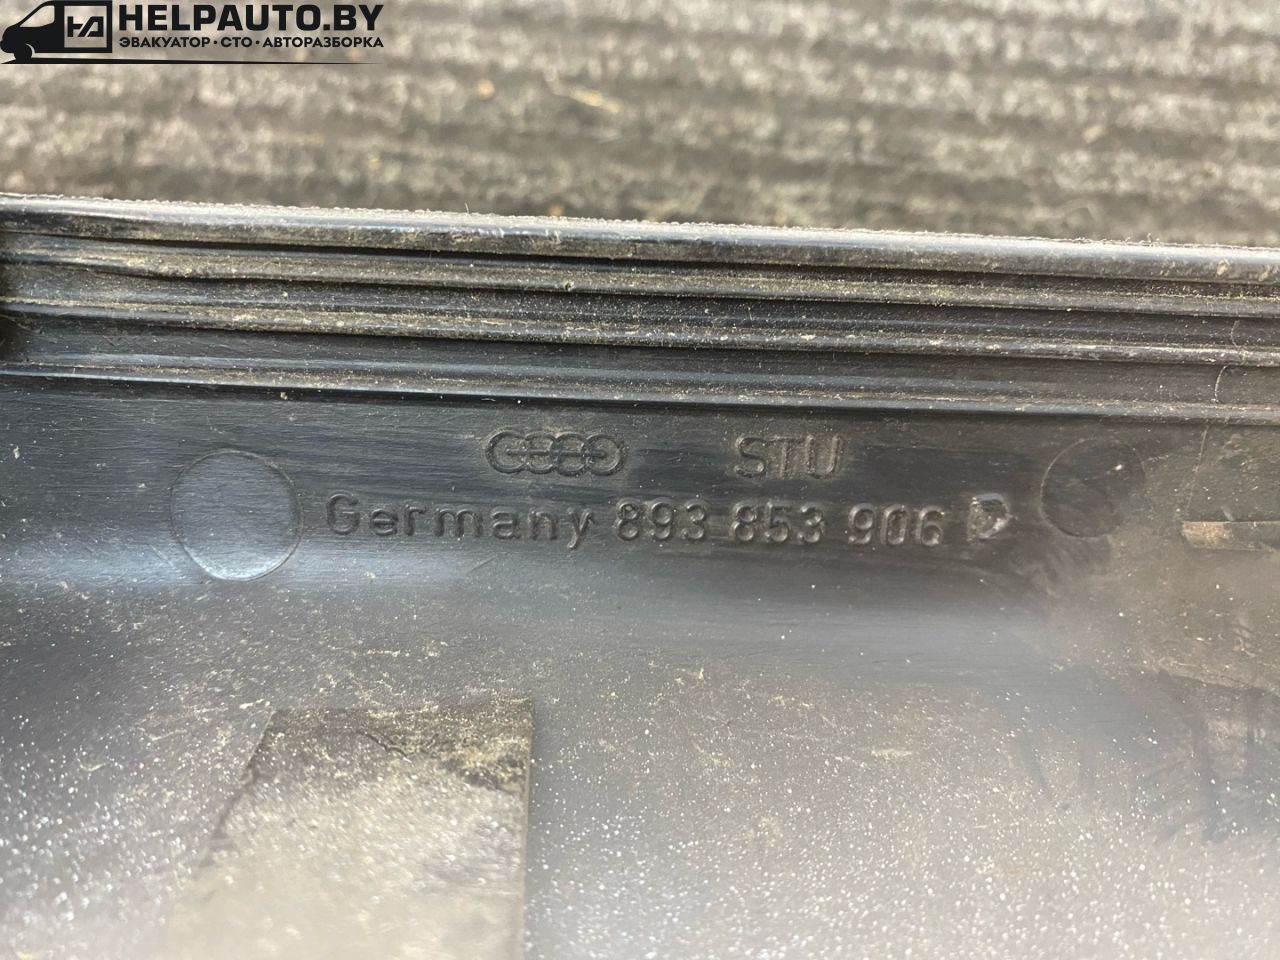 HELPAUTO.BY
ЭВАКУАТОР · СТО · АВТОРАЗБОРКА
STU
Germany 893 853 906 D